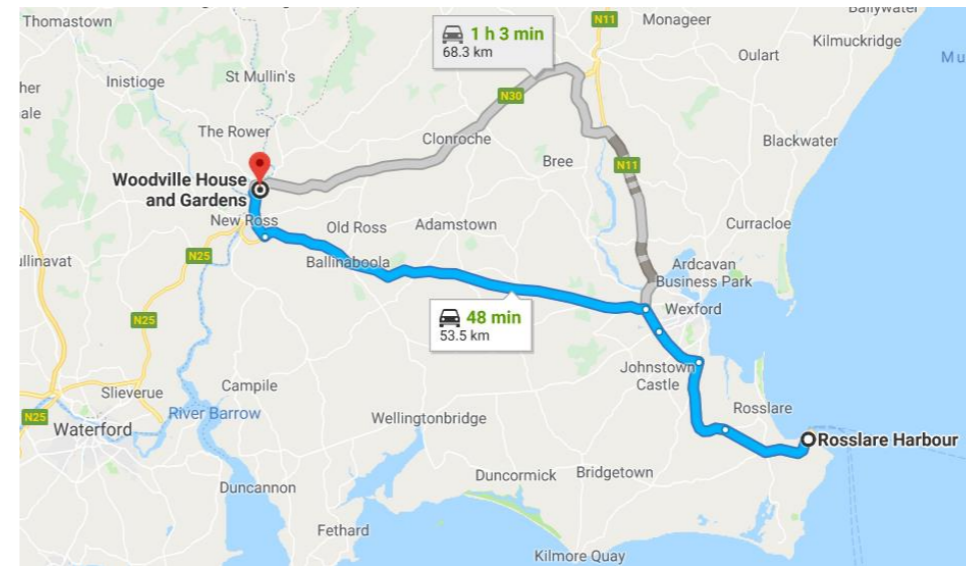 Thomastown
N11
Monageer
Ballywater
Kilmuckridge
1 h 3 min
68.3 km
Oulart
Mu
her
Inistioge
St Mullin's
N30
ale
The Rower
Clonroche
Blackwater
Bree
N11
Woodville House
and Gardens
New Ross
Old Ross
Adamstown
Curracloe
ullinavat
N25
Ballinaboola
Ardcavan
Business Park
48 min
53.5 km
Wexford
N25
Johnstown
Castle
Slieverue
Campile
River Barrow
Rosslare
N25
Waterford
Wellingtonbridge
Rosslare Harbour
Duncormick
Bridgetown
Duncannon
Fethard
Kilmore Quay